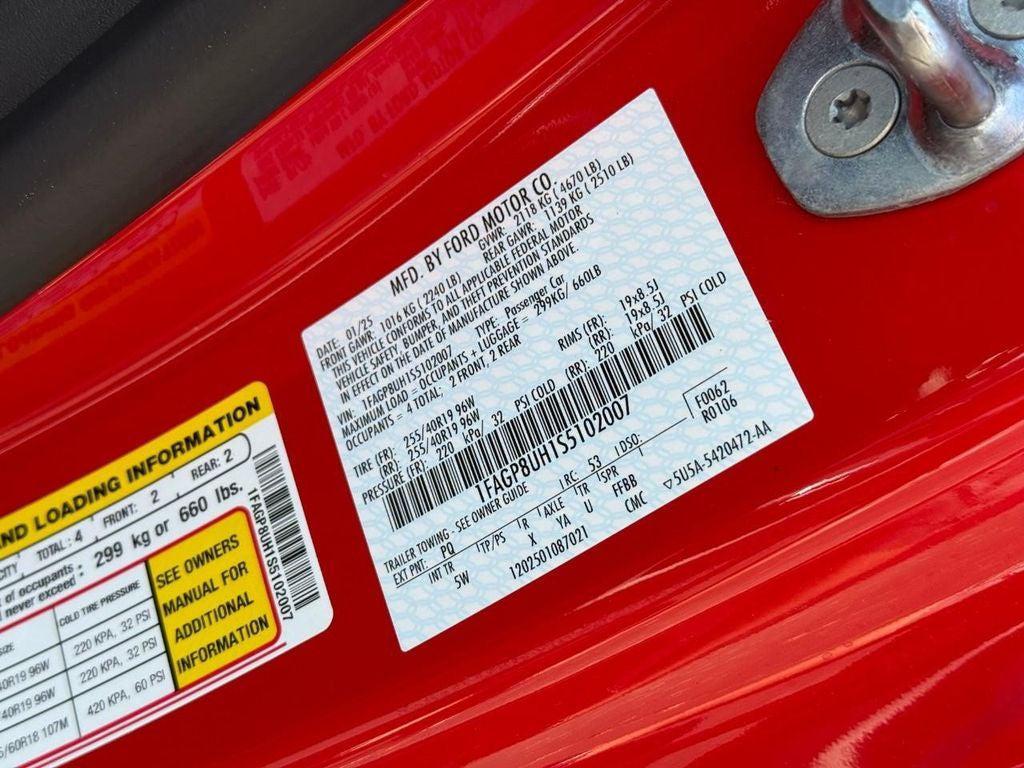 MFD. BY FORD MOTOR CO
DATE: 01/25 GVWR: 2118 KG (4670 LB)
FRONT GAWR: 1016 KG (2240 LB) REAR GAWR: 1139 KG (2510 LB)
THIS VEHICLE CONFORMS TO ALL APPLICABLE FEDERAL MOTOR
VEHICLE SAFETY, BUMPER, AND THEFT PREVENTION STANDARDS
IN EFFECT ON THE DATE OF MANUFACTURE SHOWN ABOVE.
VIN: 1FAGP8UH1S5102007 TYPE: Passenger Car
MAXIMUM LOAD = OCCUPANTS + LUGGAGE = 299KG/ 660LB
OCCUPANTS = 4 TOTAL; 2 FRONT, 2 REAR
TIRE (FR): 255/40R19 96W RIMS (FR): 19x8.5J
(RR): 255/40R19 96W (RR): 19x8.5J
PRESSURE (FR): 220 kPa/ 32 PSI COLD (RR): 220 kPa/ 32 PSI COLD
1FAGP8UH1S5102007
TRAILER TOWING - SEE OWNER GUIDE
EXT PNT: PQ RC: 53 DSO: F0062
R0106
INT TR TP/PS R AXLE TR SPR
5W X YA U FFBB
U CMC
1202501087021 ▽5U5A-5420472-AA
AND LOADING INFORMATION
TOTAL: 4 FRONT: 2 REAR: 2
of occupants
never exceed: 299 kg or 660 lbs.
COLD TIRE PRESSURE
40R19 96W 220 KPA, 32 PSI
40R19 96W 220 KPA, 32 PSI
5/60R18 107M 420 KPA, 60 PSI
SEE OWNERS
MANUAL FOR
ADDITIONAL
INFORMATION
1FAGP8UH1S5102007